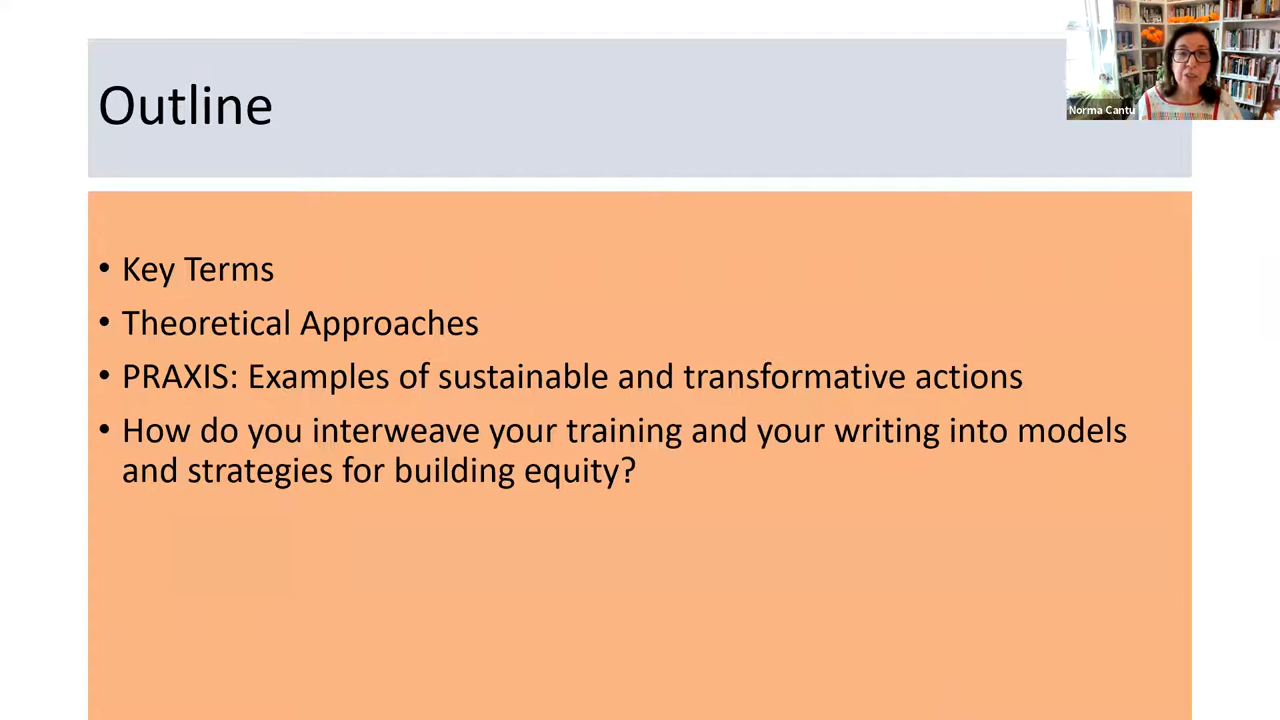 Outline
Norma Cantu
• Key Terms
• Theoretical Approaches
• PRAXIS: Examples of sustainable and transformative actions
• How do you interweave your training and your writing into models
and strategies for building equity?